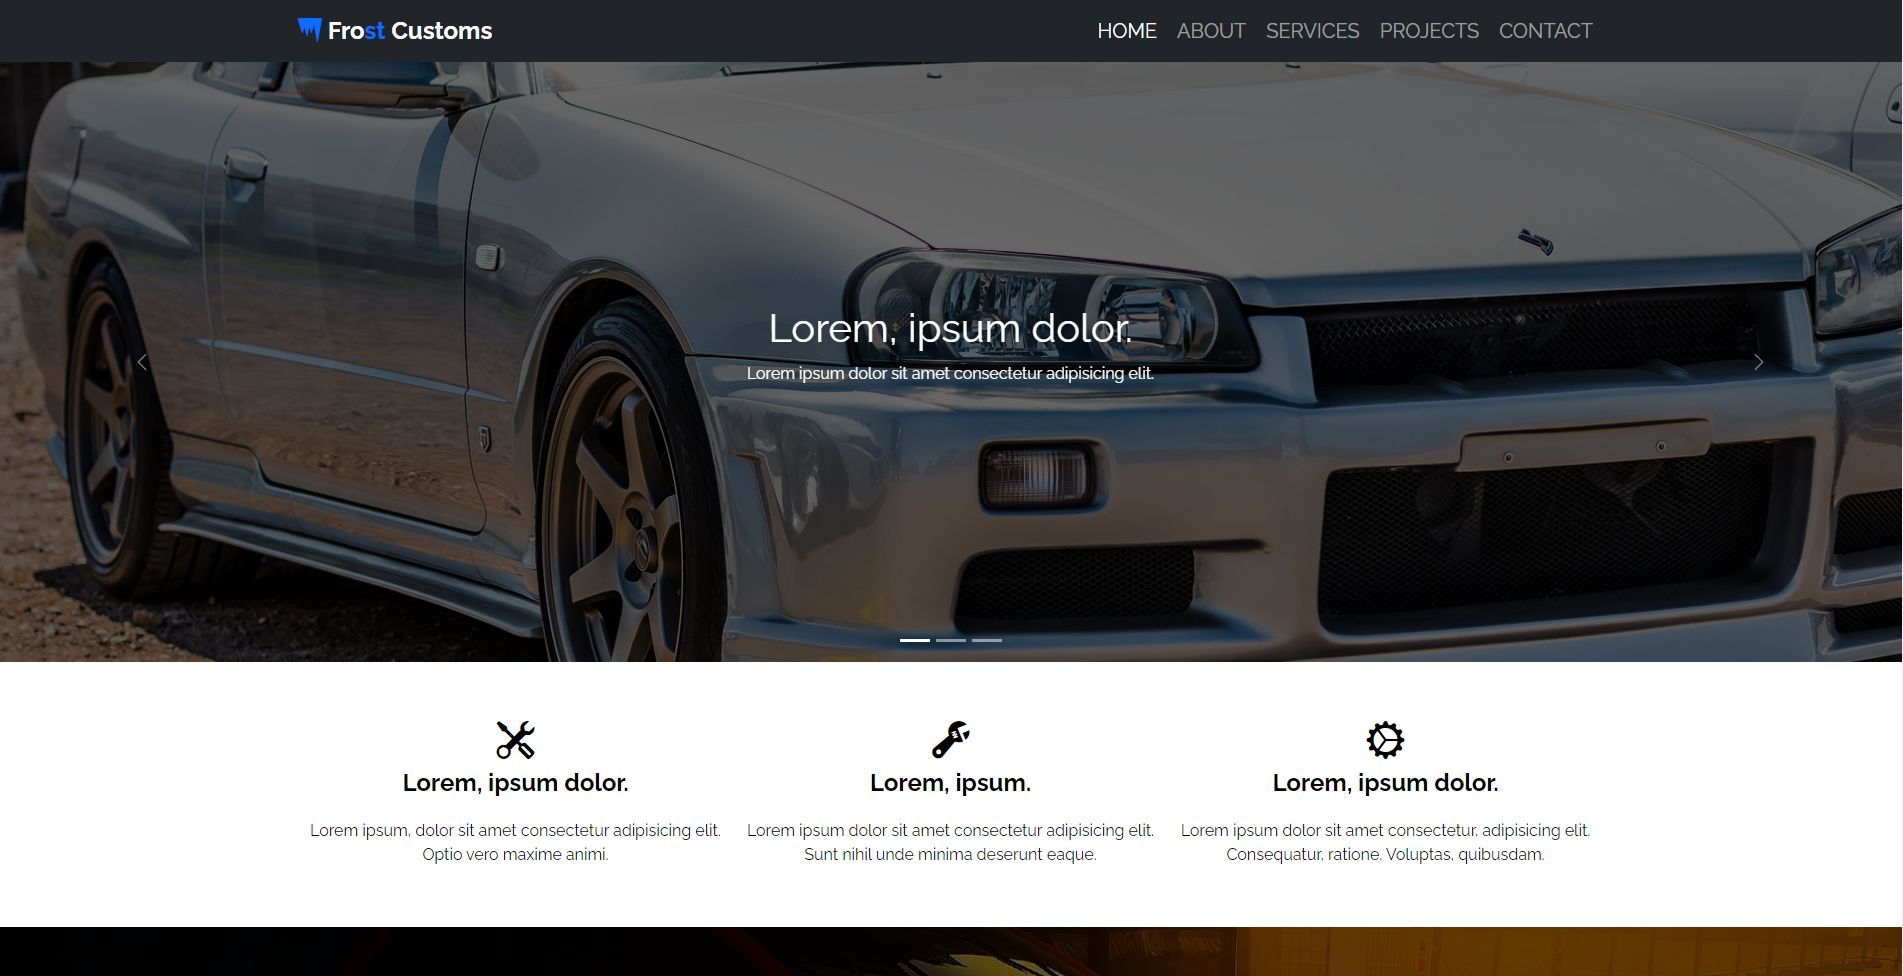 Frost Customs
HOME ABOUT SERVICES PROJECTS CONTACT
Lorem, ipsum dolor.
Lorem ipsum dolor sit amet consectetur adipisicing elit.
Lorem, ipsum dolor.
Lorem ipsum, dolor sit amet consectetur adipisicing elit.
Optio vero maxime animi.
Lorem, ipsum.
Lorem ipsum dolor sit amet consectetur adipisicing elit.
Sunt nihil unde minima deserunt eaque.
Lorem, ipsum dolor.
Lorem ipsum dolor sit amet consectetur, adipisicing elit.
Consequatur, ratione. Voluptas, quibusdam.